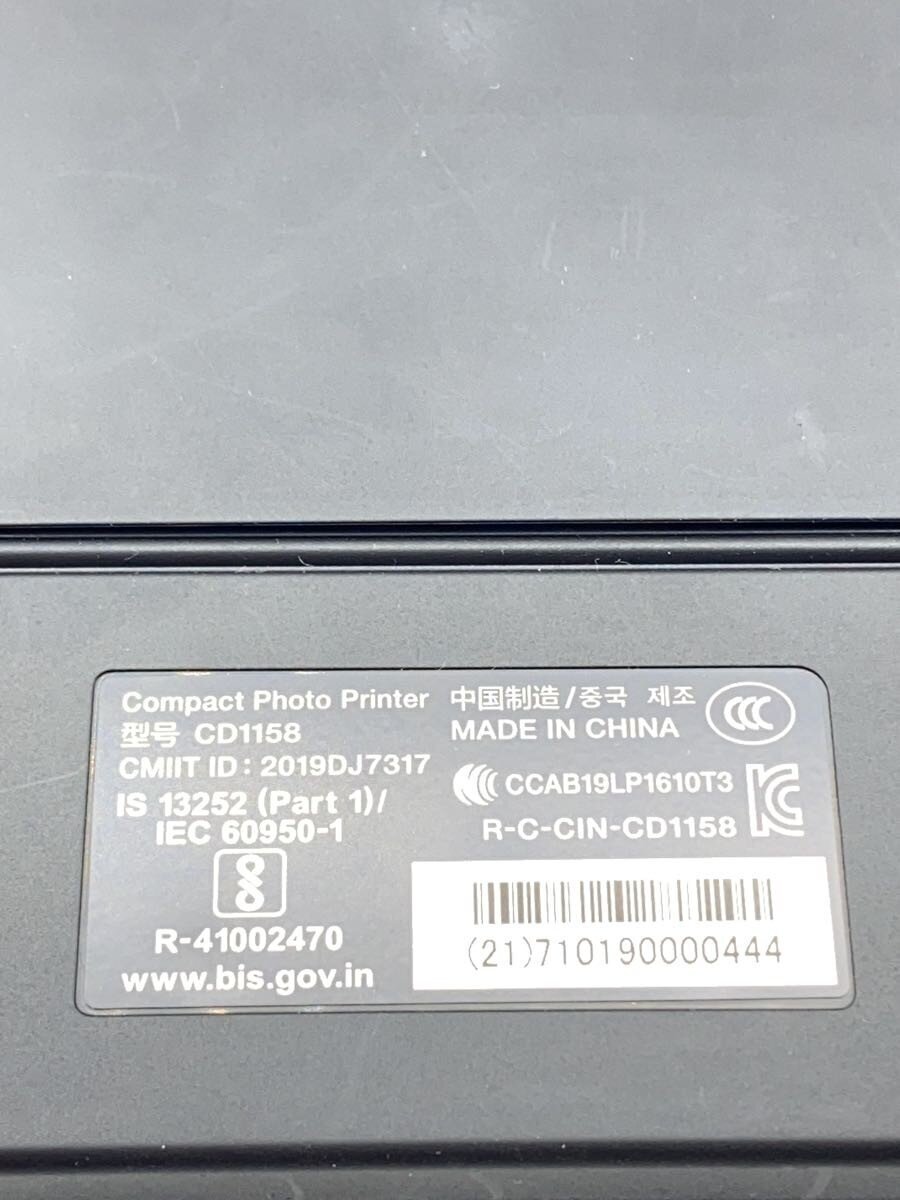 Compact Photo Printer
型号 CD1158
CMIIT ID : 2019DJ7317
IS 13252 (Part 1)/
IEC 60950-1
R-41002470
www.bis.gov.in
中国制造/중국 제조
MADE IN CHINA
CCC
CCAB19LP1610T3
R-C-CIN-CD1158
(21)710190000444